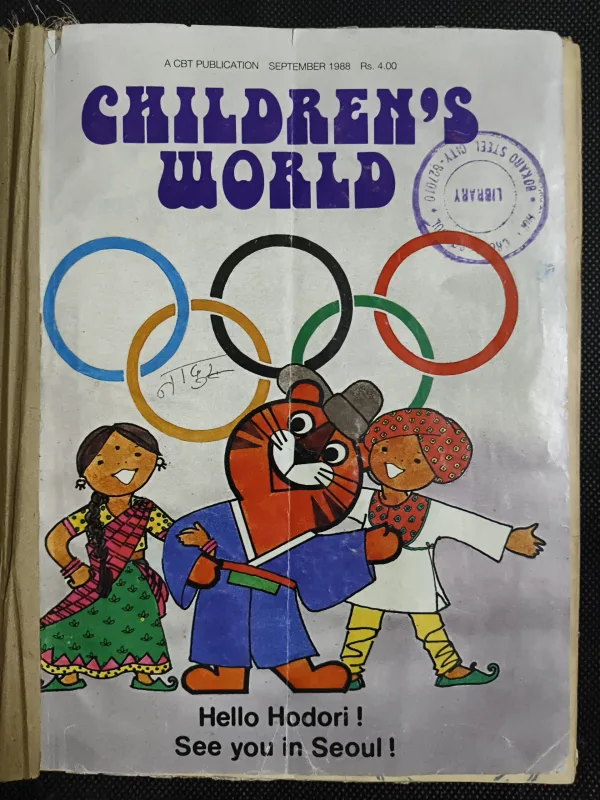 A CBT PUBLICATION SEPTEMBER 1988 Rs. 4.00
CHILDREN'S
WORLD
BOKARO STEEL CITY-827010
LIBRARY
Hello Hodori !
See you in Seoul !